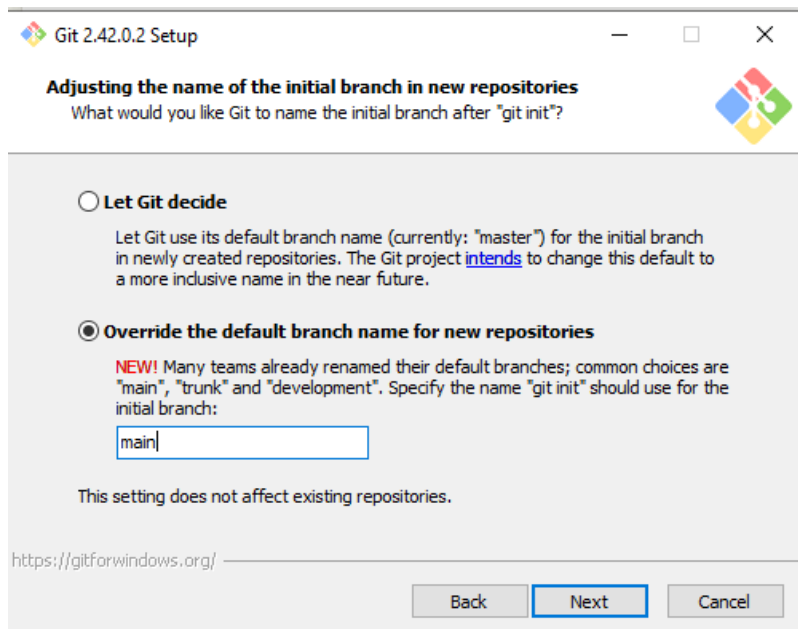 Git 2.42.0.2 Setup
Adjusting the name of the initial branch in new repositories
What would you like Git to name the initial branch after "git init"?
Let Git decide
Let Git use its default branch name (currently: "master") for the initial branch
in newly created repositories. The Git project intends to change this default to
a more inclusive name in the near future.
Override the default branch name for new repositories
NEW! Many teams already renamed their default branches; common choices are
"main", "trunk" and "development". Specify the name "git init" should use for the
initial branch:
main
This setting does not affect existing repositories.
https://gitforwindows.org/
Back Next Cancel